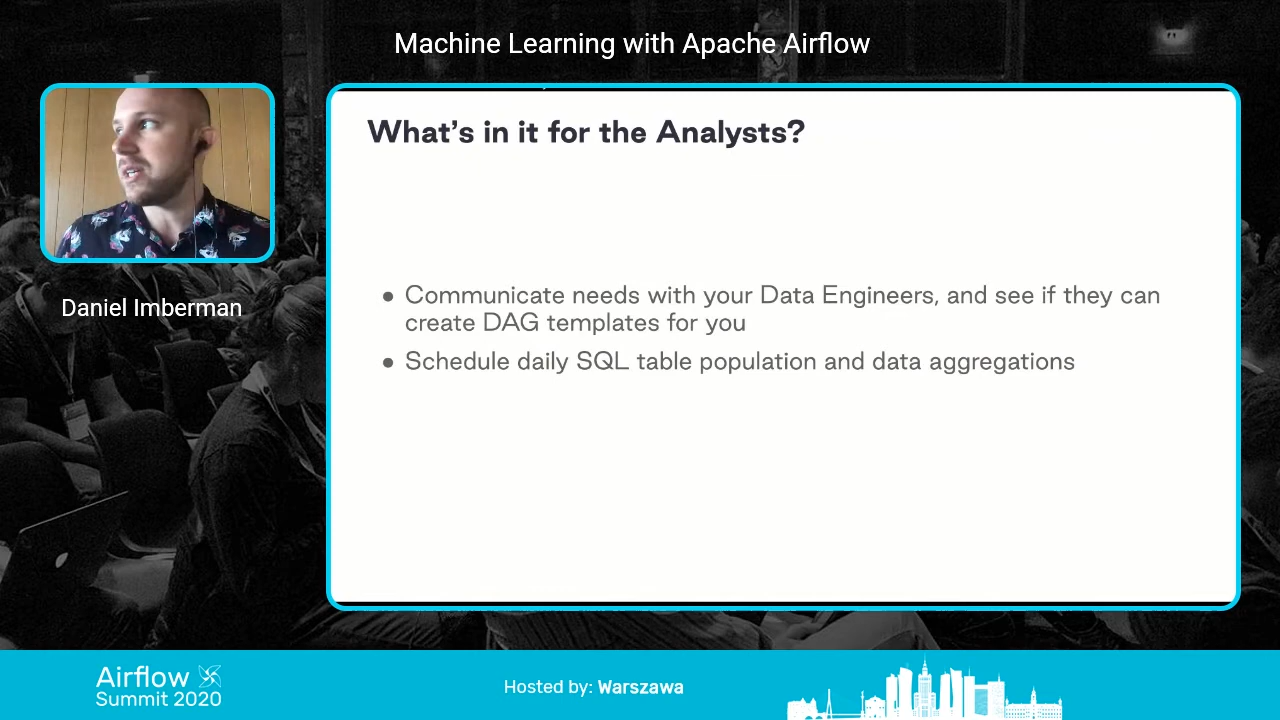 Machine Learning with Apache Airflow
What's in it for the Analysts?
● Communicate needs with your Data Engineers, and see if they can
create DAG templates for you
● Schedule daily SQL table population and data aggregations
Daniel Imberman
Airflow
Summit 2020
Hosted by: Warszawa